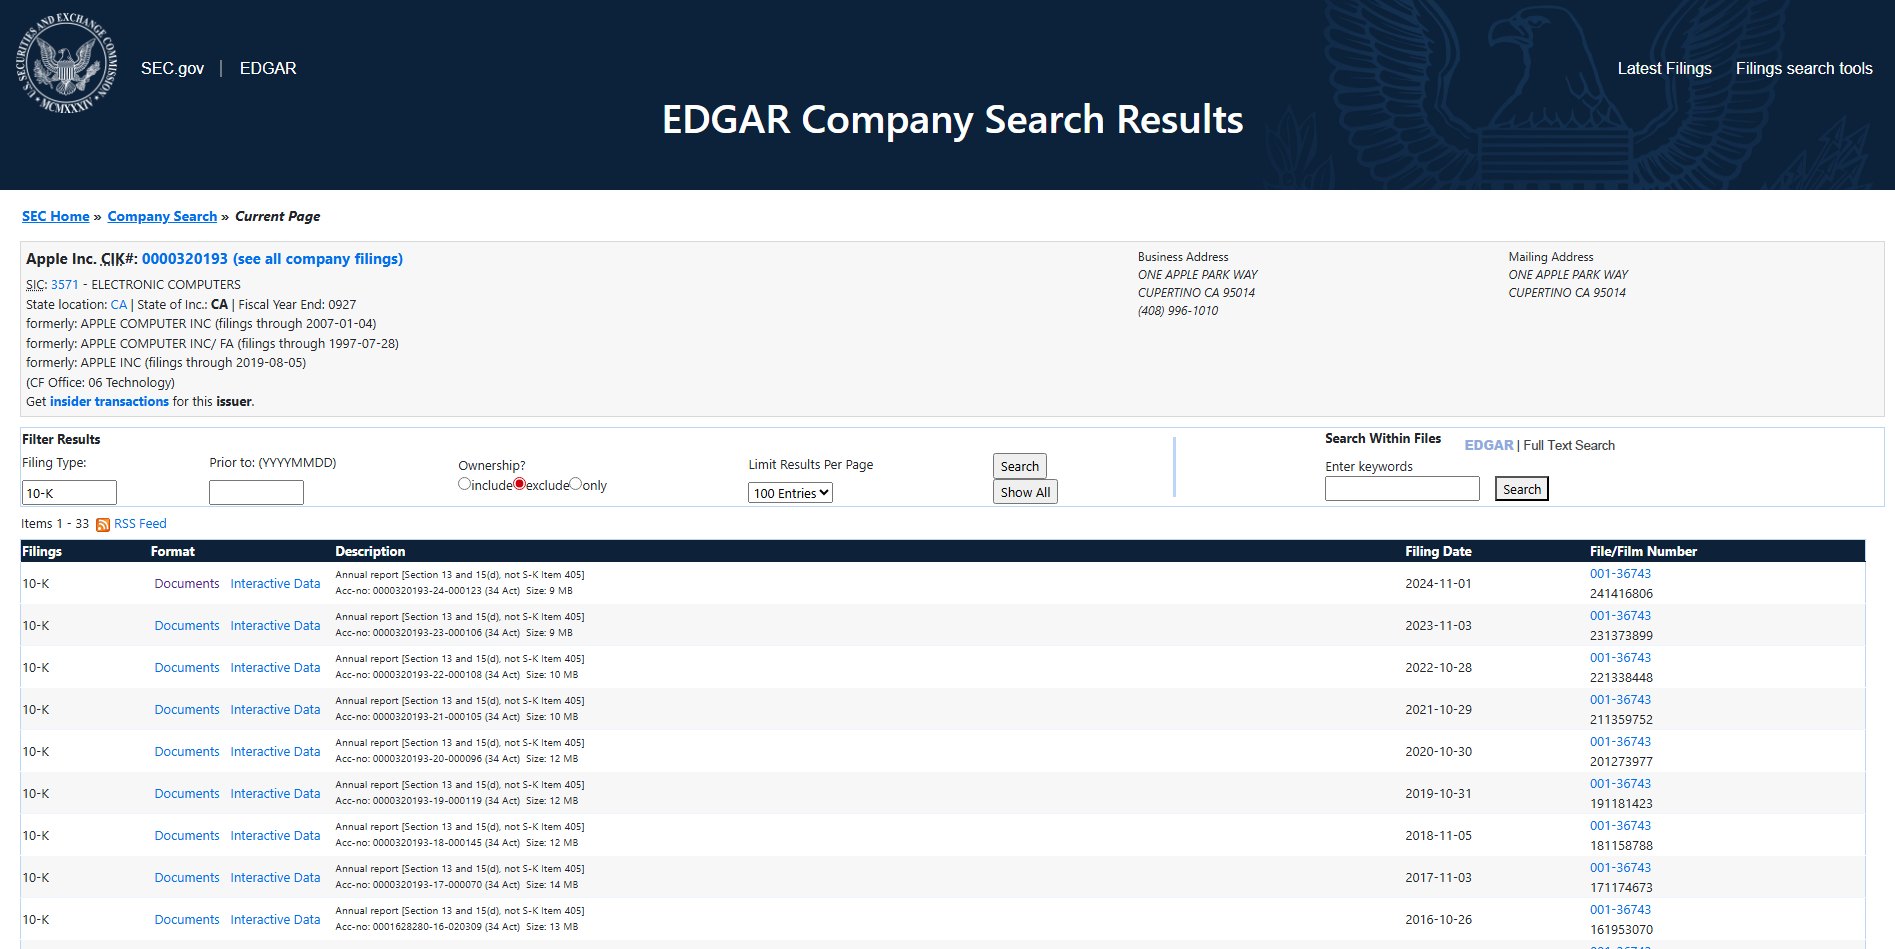 U.S. SECURITIES AND EXCHANGE COMMISSION
MCMXXXIV
SEC.gov | EDGAR
Latest Filings Filings search tools
EDGAR Company Search Results
SEC Home » Company Search » Current Page
Apple Inc. CIK#: 0000320193 (see all company filings)
SIC: 3571 - ELECTRONIC COMPUTERS
State location: CA | State of Inc.: CA | Fiscal Year End: 0927
formerly: APPLE COMPUTER INC (filings through 2007-01-04)
formerly: APPLE COMPUTER INC/ FA (filings through 1997-07-28)
formerly: APPLE INC (filings through 2019-08-05)
(CF Office: 06 Technology)
Get insider transactions for this issuer.
Business Address
ONE APPLE PARK WAY
CUPERTINO CA 95014
(408) 996-1010
Mailing Address
ONE APPLE PARK WAY
CUPERTINO CA 95014
Filter Results
Filing Type:
10-K
Prior to: (YYYYMMDD)
Ownership?
include exclude only
Limit Results Per Page
100 Entries
Search
Show All
Search Within Files
EDGAR | Full Text Search
Enter keywords
Search
Items 1 - 33 RSS Feed
Filings Format Description Filing Date File/Film Number
10-K Documents Interactive Data Annual report [Section 13 and 15(d), not S-K Item 405] 2024-11-01 001-36743
Acc-no: 0000320193-24-000123 (34 Act) Size: 9 MB 241416806
10-K Documents Interactive Data Annual report [Section 13 and 15(d), not S-K Item 405] 2023-11-03 001-36743
Acc-no: 0000320193-23-000106 (34 Act) Size: 9 MB 231373899
10-K Documents Interactive Data Annual report [Section 13 and 15(d), not S-K Item 405] 2022-10-28 001-36743
Acc-no: 0000320193-22-000108 (34 Act) Size: 10 MB 221338448
10-K Documents Interactive Data Annual report [Section 13 and 15(d), not S-K Item 405] 2021-10-29 001-36743
Acc-no: 0000320193-21-000105 (34 Act) Size: 10 MB 211359752
10-K Documents Interactive Data Annual report [Section 13 and 15(d), not S-K Item 405] 2020-10-30 001-36743
Acc-no: 0000320193-20-000096 (34 Act) Size: 12 MB 201273977
10-K Documents Interactive Data Annual report [Section 13 and 15(d), not S-K Item 405] 2019-10-31 001-36743
Acc-no: 0000320193-19-000119 (34 Act) Size: 12 MB 191181423
10-K Documents Interactive Data Annual report [Section 13 and 15(d), not S-K Item 405] 2018-11-05 001-36743
Acc-no: 0000320193-18-000145 (34 Act) Size: 12 MB 181158788
10-K Documents Interactive Data Annual report [Section 13 and 15(d), not S-K Item 405] 2017-11-03 001-36743
Acc-no: 0000320193-17-000070 (34 Act) Size: 14 MB 171174673
10-K Documents Interactive Data Annual report [Section 13 and 15(d), not S-K Item 405] 2016-10-26 001-36743
Acc-no: 0001628280-16-020309 (34 Act) Size: 13 MB 161953070